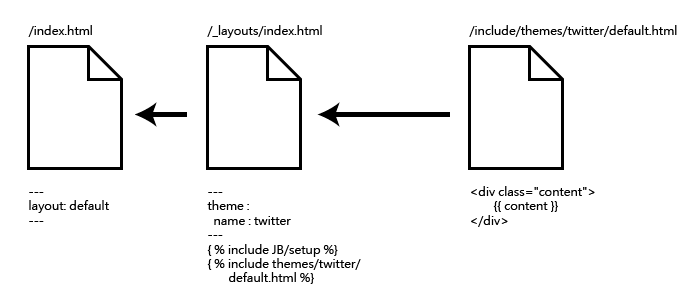 /index.html
/_layouts/index.html
/include/themes/twitter/default.html
---
layout: default
---
---
theme :
name : twitter
---
{ % include JB/setup %}
{ % include themes/twitter/
default.html %}
<div class="content">
{{ content }}
</div>